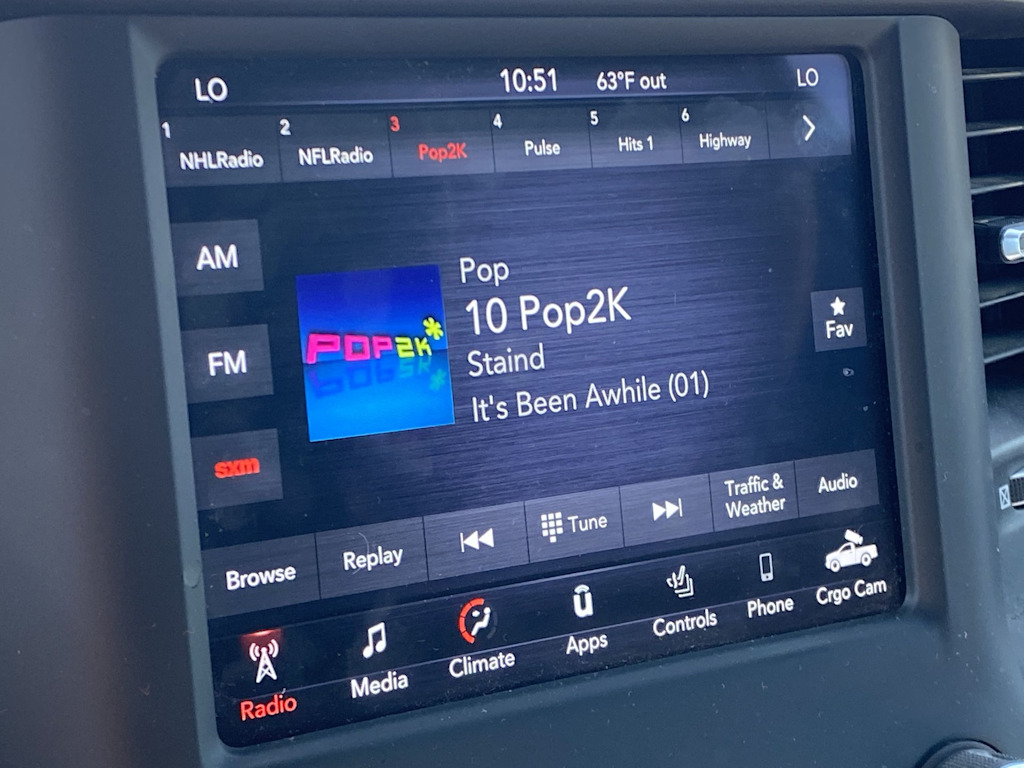 LO 10:51 63°F out LO
1 NHLRadio 2 NFLRadio 3 Pop2K 4 Pulse 5 Hits 1 6 Highway
AM
FM
sxm
POP2K*
Pop
10 Pop2K
Staind
It's Been Awhile (01)
Fav
Browse Replay Tune Traffic & Weather Audio
Radio Media Climate Apps Controls Phone Crgo Cam